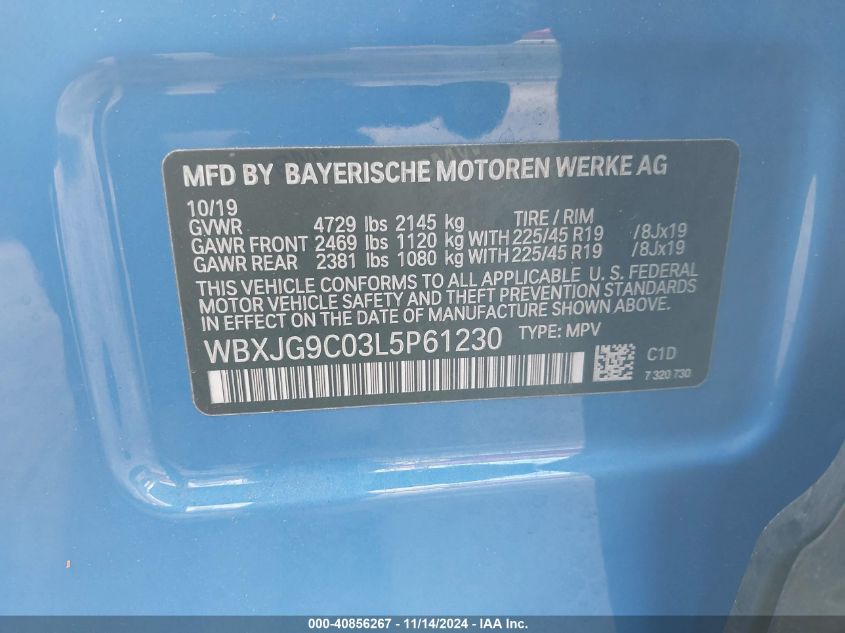 MFD BY BAYERISCHE MOTOREN WERKE AG
10/19
GVWR 4729 lbs 2145 kg TIRE / RIM
GAWR FRONT 2469 lbs 1120 kg WITH 225/45 R19 /8Jx19
GAWR REAR 2381 lbs 1080 kg WITH 225/45 R19 /8Jx19
THIS VEHICLE CONFORMS TO ALL APPLICABLE U. S. FEDERAL
MOTOR VEHICLE SAFETY AND THEFT PREVENTION STANDARDS
IN EFFECT ON THE DATE OF MANUFACTURE SHOWN ABOVE.
WBXJG9C03L5P61230 TYPE: MPV
C1D
7 320 730
000-40856267 - 11/14/2024 - IAA Inc.